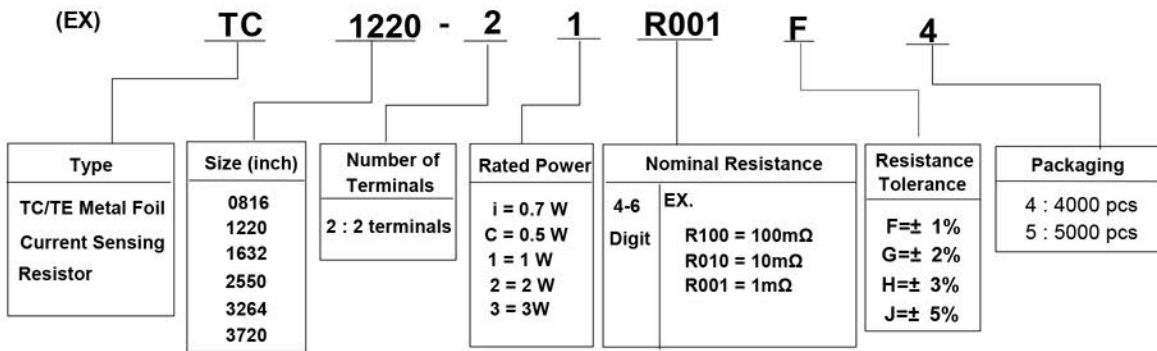 (EX) TC 1220 - 2 1 R001 F 4
Type
TC/TE Metal Foil
Current Sensing
Resistor
Size (inch)
0816
1220
1632
2550
3264
3720
Number of
Terminals
2 : 2 terminals
Rated Power
i = 0.7 W
C = 0.5 W
1 = 1 W
2 = 2 W
3 = 3W
Nominal Resistance
4-6
Digit
EX.
R100 = 100mΩ
R010 = 10mΩ
R001 = 1mΩ
Resistance
Tolerance
F=± 1%
G=± 2%
H=± 3%
J=± 5%
Packaging
4 : 4000 pcs
5 : 5000 pcs